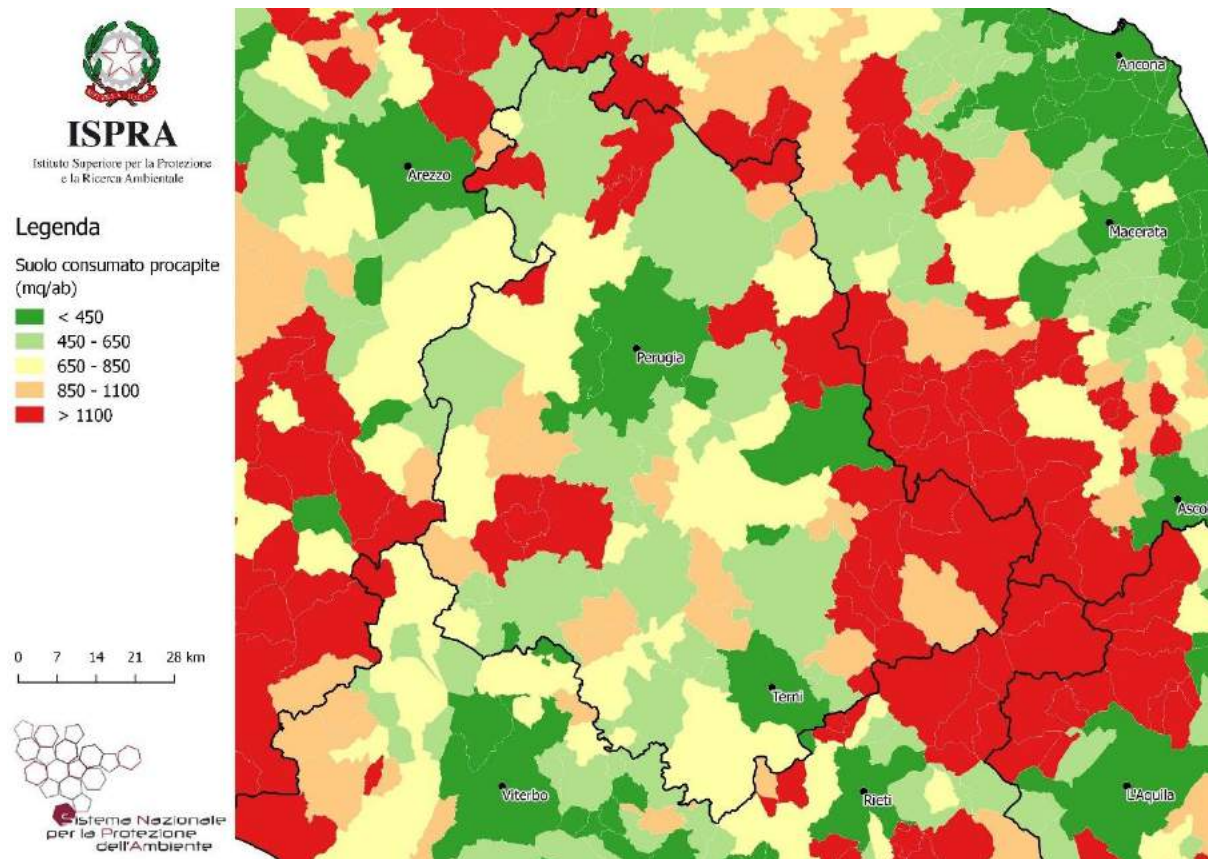 ISPRA
Istituto Superiore per la Protezione
e la Ricerca Ambientale
Legenda
Suolo consumato procapite
(mq/ab)
< 450
450 - 650
650 - 850
850 - 1100
> 1100
0 7 14 21 28 km
Sistema Nazionale
per la Protezione
dell'Ambiente
Ancona
Arezzo
Macerata
Perugia
Ascoli
Terni
Viterbo
Rieti
L'Aquila